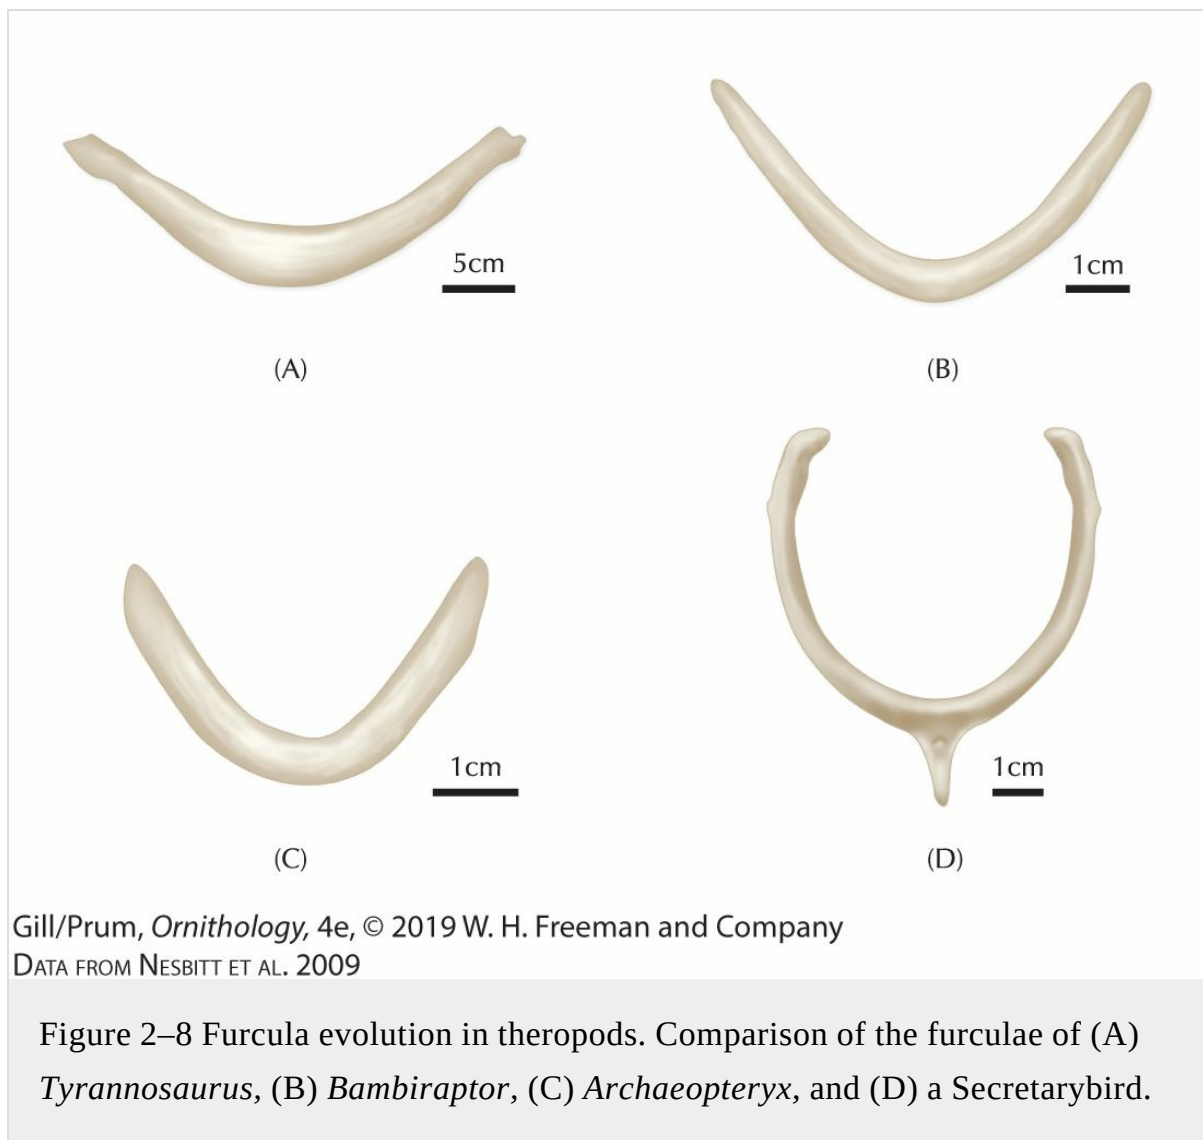 5cm
1cm
(A)
(B)
1cm
1cm
(C)
(D)
Gill/Prum, Ornithology, 4e, © 2019 W. H. Freeman and Company
DATA FROM NESBITT ET AL. 2009
Figure 2–8 Furcula evolution in theropods. Comparison of the furculae of (A)
Tyrannosaurus, (B) Bambiraptor, (C) Archaeopteryx, and (D) a Secretarybird.